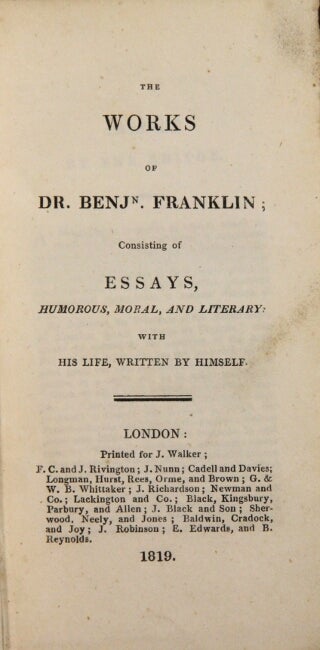 THE
WORKS
OF
DR. BENJN. FRANKLIN;
Consisting of
ESSAYS,
HUMOROUS, MORAL, AND LITERARY:
WITH
HIS LIFE, WRITTEN BY HIMSELF.
LONDON:
Printed for J. Walker;
F. C. and J. Rivington; J. Nunn; Cadell and Davies;
Longman, Hurst, Rees, Orme, and Brown; G. &
W. B. Whittaker; J. Richardson; Newman and
Co.; Lackington and Co.; Black, Kingsbury,
Parbury, and Allen; J. Black and Son; Sher-
wood, Neely, and Jones; Baldwin, Cradock,
and Joy; J. Robinson; E. Edwards, and B.
Reynolds.
1819.